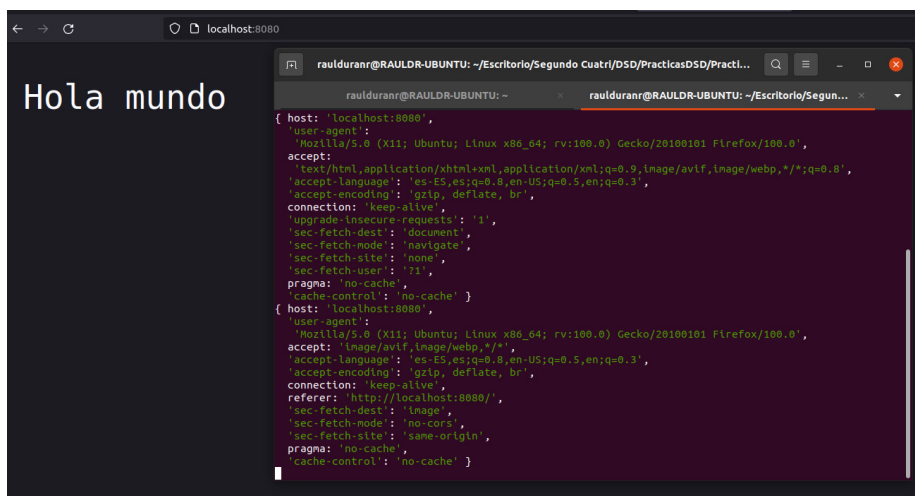 localhost:8080
Hola mundo
raulduranr@RAULDR-UBUNTU: ~/Escritorio/Segundo Cuatri/DSD/PracticasDSD/Practi...
raulduranr@RAULDR-UBUNTU: ~
raulduranr@RAULDR-UBUNTU: ~/Escritorio/Segun...
{ host: 'localhost:8080',
'user-agent':
'Mozilla/5.0 (X11; Ubuntu; Linux x86_64; rv:100.0) Gecko/20100101 Firefox/100.0',
accept:
'text/html,application/xhtml+xml,application/xml;q=0.9,image/avif,image/webp,*/*;q=0.8',
'accept-language': 'es-ES,es;q=0.8,en-US;q=0.5,en;q=0.3',
'accept-encoding': 'gzip, deflate, br',
connection: 'keep-alive',
'upgrade-insecure-requests': '1',
'sec-fetch-dest': 'document',
'sec-fetch-mode': 'navigate',
'sec-fetch-site': 'none',
'sec-fetch-user': '?1',
pragma: 'no-cache',
'cache-control': 'no-cache' }
{ host: 'localhost:8080',
'user-agent':
'Mozilla/5.0 (X11; Ubuntu; Linux x86_64; rv:100.0) Gecko/20100101 Firefox/100.0',
accept: 'image/avif,image/webp,*/*',
'accept-language': 'es-ES,es;q=0.8,en-US;q=0.5,en;q=0.3',
'accept-encoding': 'gzip, deflate, br',
connection: 'keep-alive',
referer: 'http://localhost:8080/',
'sec-fetch-dest': 'image',
'sec-fetch-mode': 'no-cors',
'sec-fetch-site': 'same-origin',
pragma: 'no-cache',
'cache-control': 'no-cache' }